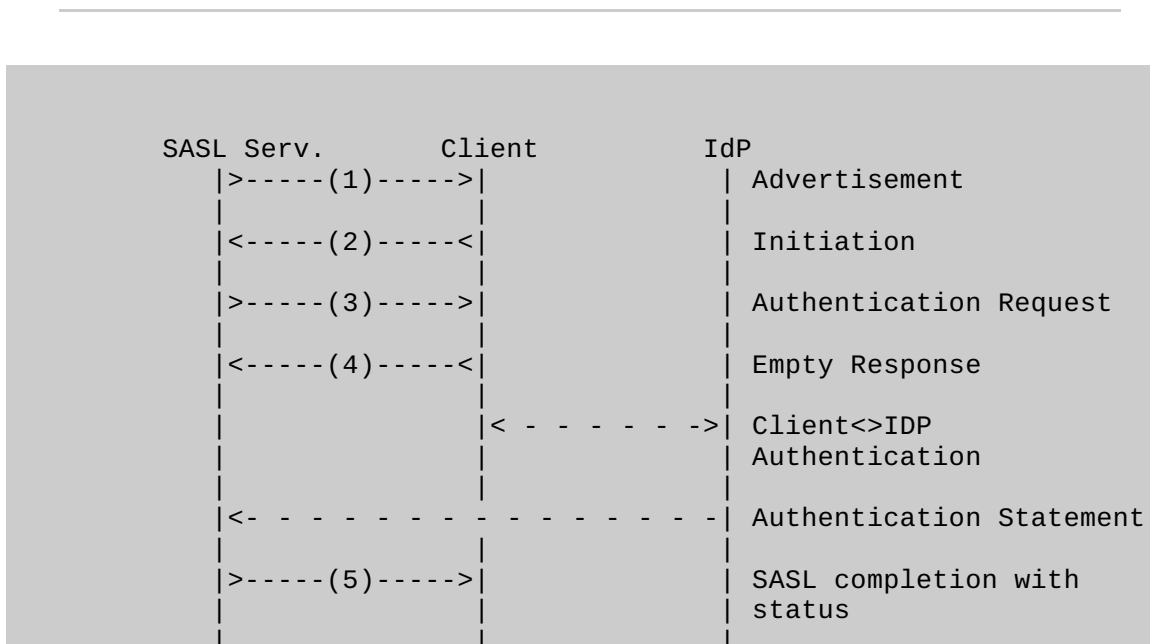 SASL Serv.       Client          IdP
    |>-----(1)----->|               | Advertisement
    |               |               |
    |<-----(2)-----<|               | Initiation
    |               |               |
    |>-----(3)----->|               | Authentication Request
    |               |               |
    |<-----(4)-----<|               | Empty Response
    |               |               |
    |               |< - - - - - ->| Client<>IDP
    |               |               | Authentication
    |               |               |
    |<- - - - - - - - - - - - - - -| Authentication Statement
    |               |               |
    |>-----(5)----->|               | SASL completion with
    |               |               | status
    |               |               |